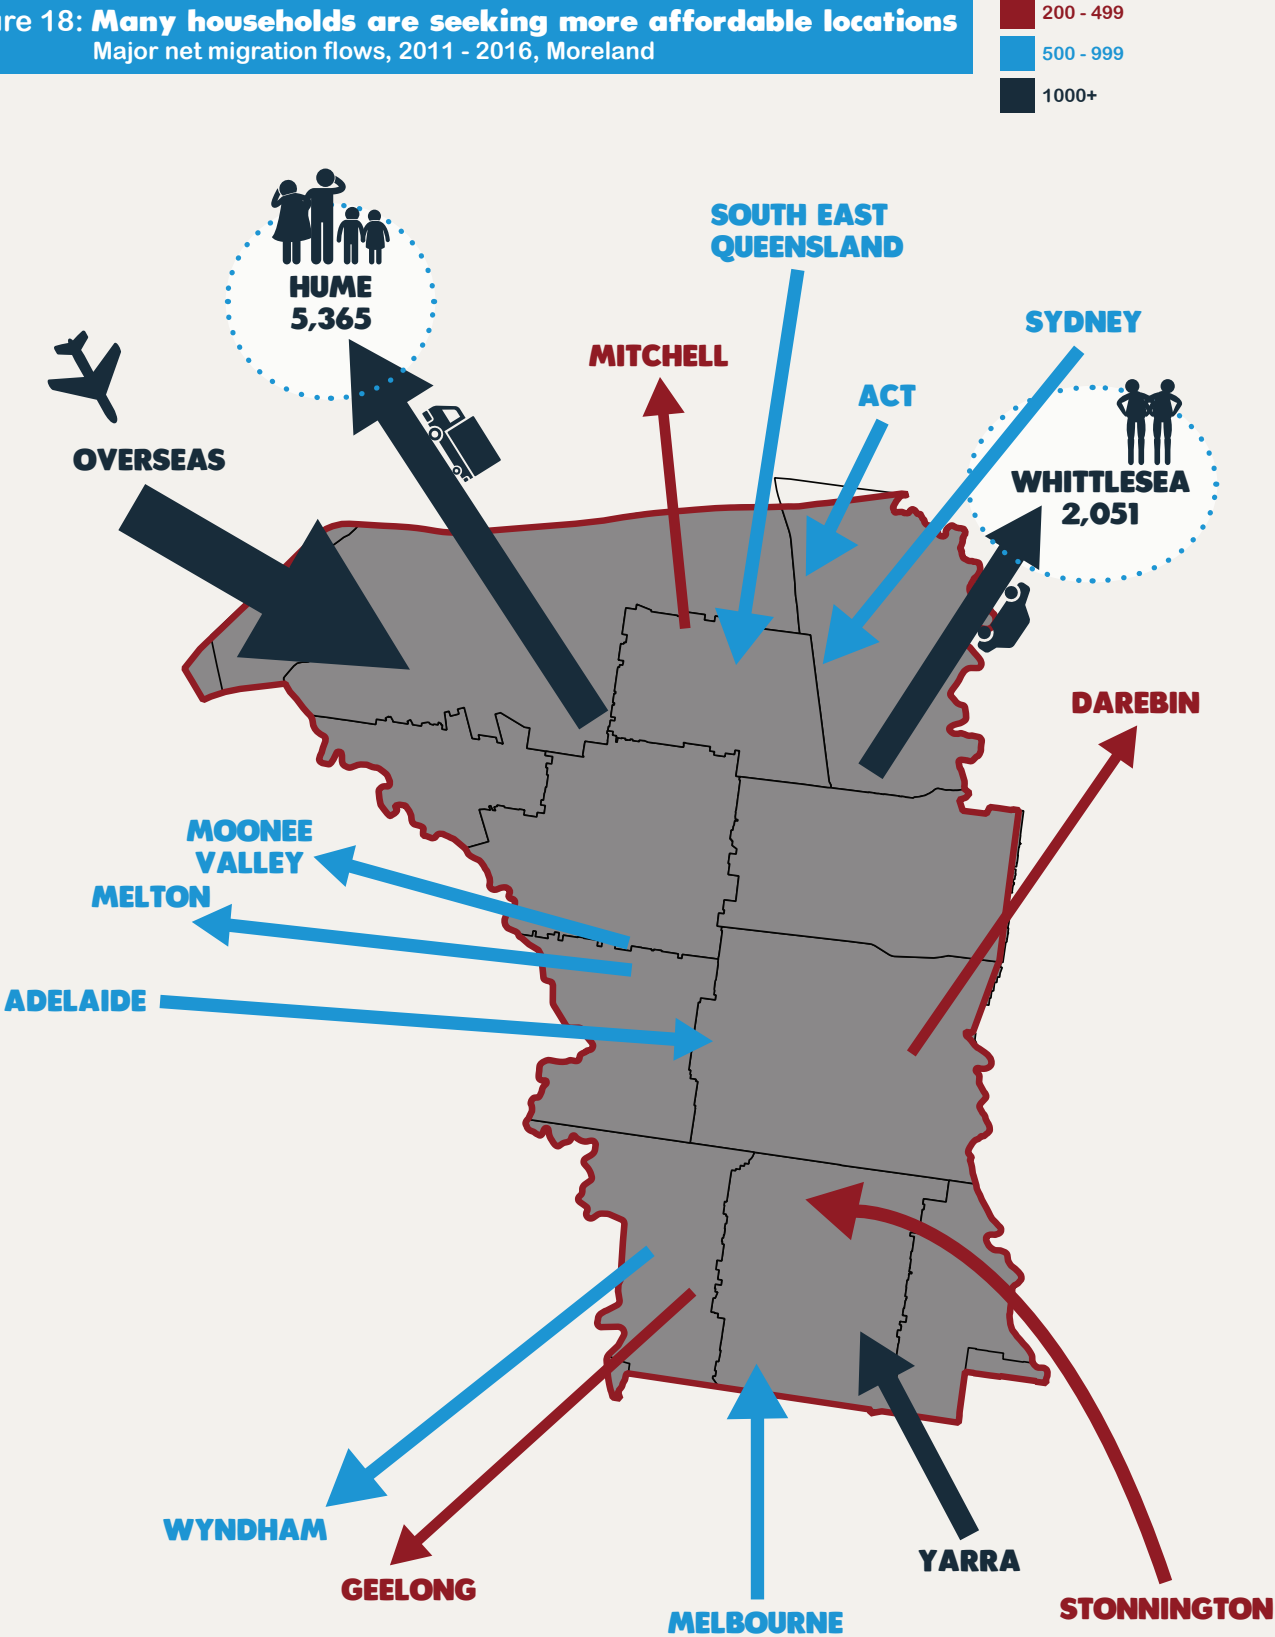 re 18: Many households are seeking more affordable locations
Major net migration flows, 2011 - 2016, Moreland
200 - 499
500 - 999
1000+
HUME
5,365
SOUTH EAST
QUEENSLAND
SYDNEY
MITCHELL
ACT
OVERSEAS
WHITTLESEA
2,051
DAREBIN
MOONEE
VALLEY
MELTON
ADELAIDE
WYNDHAM
GEELONG
MELBOURNE
YARRA
STONNINGTON